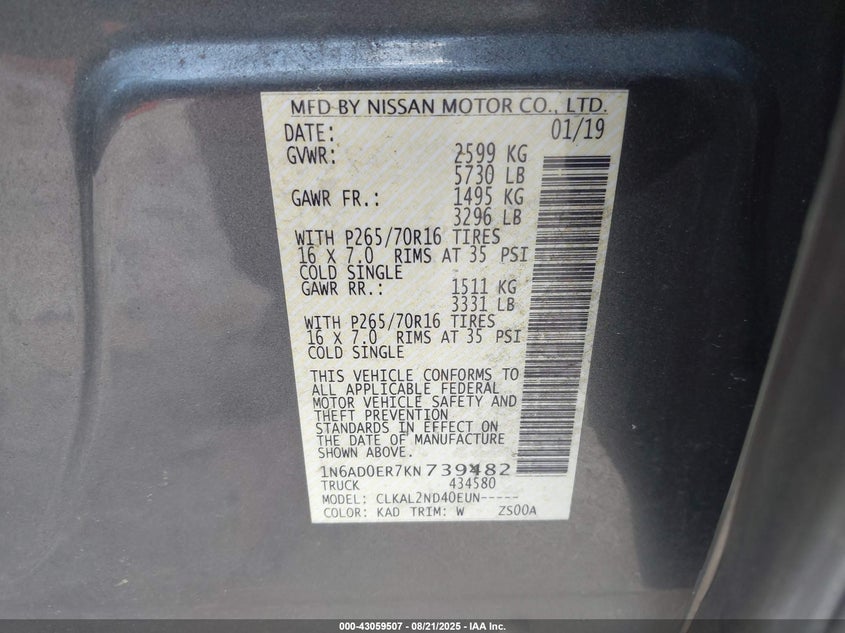 MFD BY NISSAN MOTOR CO., LTD.
DATE: 01/19
GVWR: 2599 KG
5730 LB
GAWR FR.: 1495 KG
3296 LB
WITH P265/70R16 TIRES
16 X 7.0 RIMS AT 35 PSI
COLD SINGLE
GAWR RR.: 1511 KG
3331 LB
WITH P265/70R16 TIRES
16 X 7.0 RIMS AT 35 PSI
COLD SINGLE
THIS VEHICLE CONFORMS TO
ALL APPLICABLE FEDERAL
MOTOR VEHICLE SAFETY AND
THEFT PREVENTION
STANDARDS IN EFFECT ON
THE DATE OF MANUFACTURE
SHOWN ABOVE.
1N6AD0ER7KN 739482
TRUCK 434580
MODEL: CLKAL2ND40EUN-----
COLOR: KAD TRIM: W ZS00A
000-43059507 - 08/21/2025 - IAA Inc.